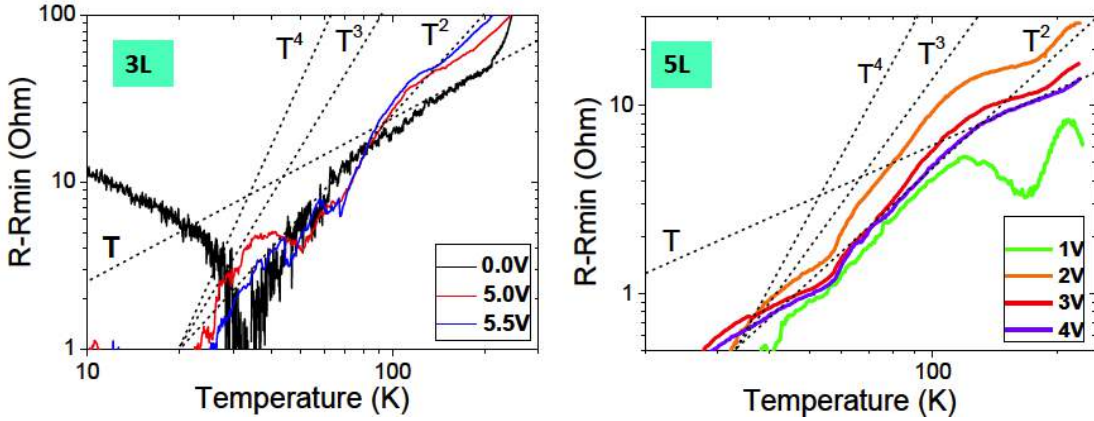 3L
T⁴
T³
T²
T
R-Rmin (Ohm)
100
10
1
0.0V
5.0V
5.5V
10
100
Temperature (K)
5L
T⁴
T³
T²
T
R-Rmin (Ohm)
10
1
1V
2V
3V
4V
100
Temperature (K)